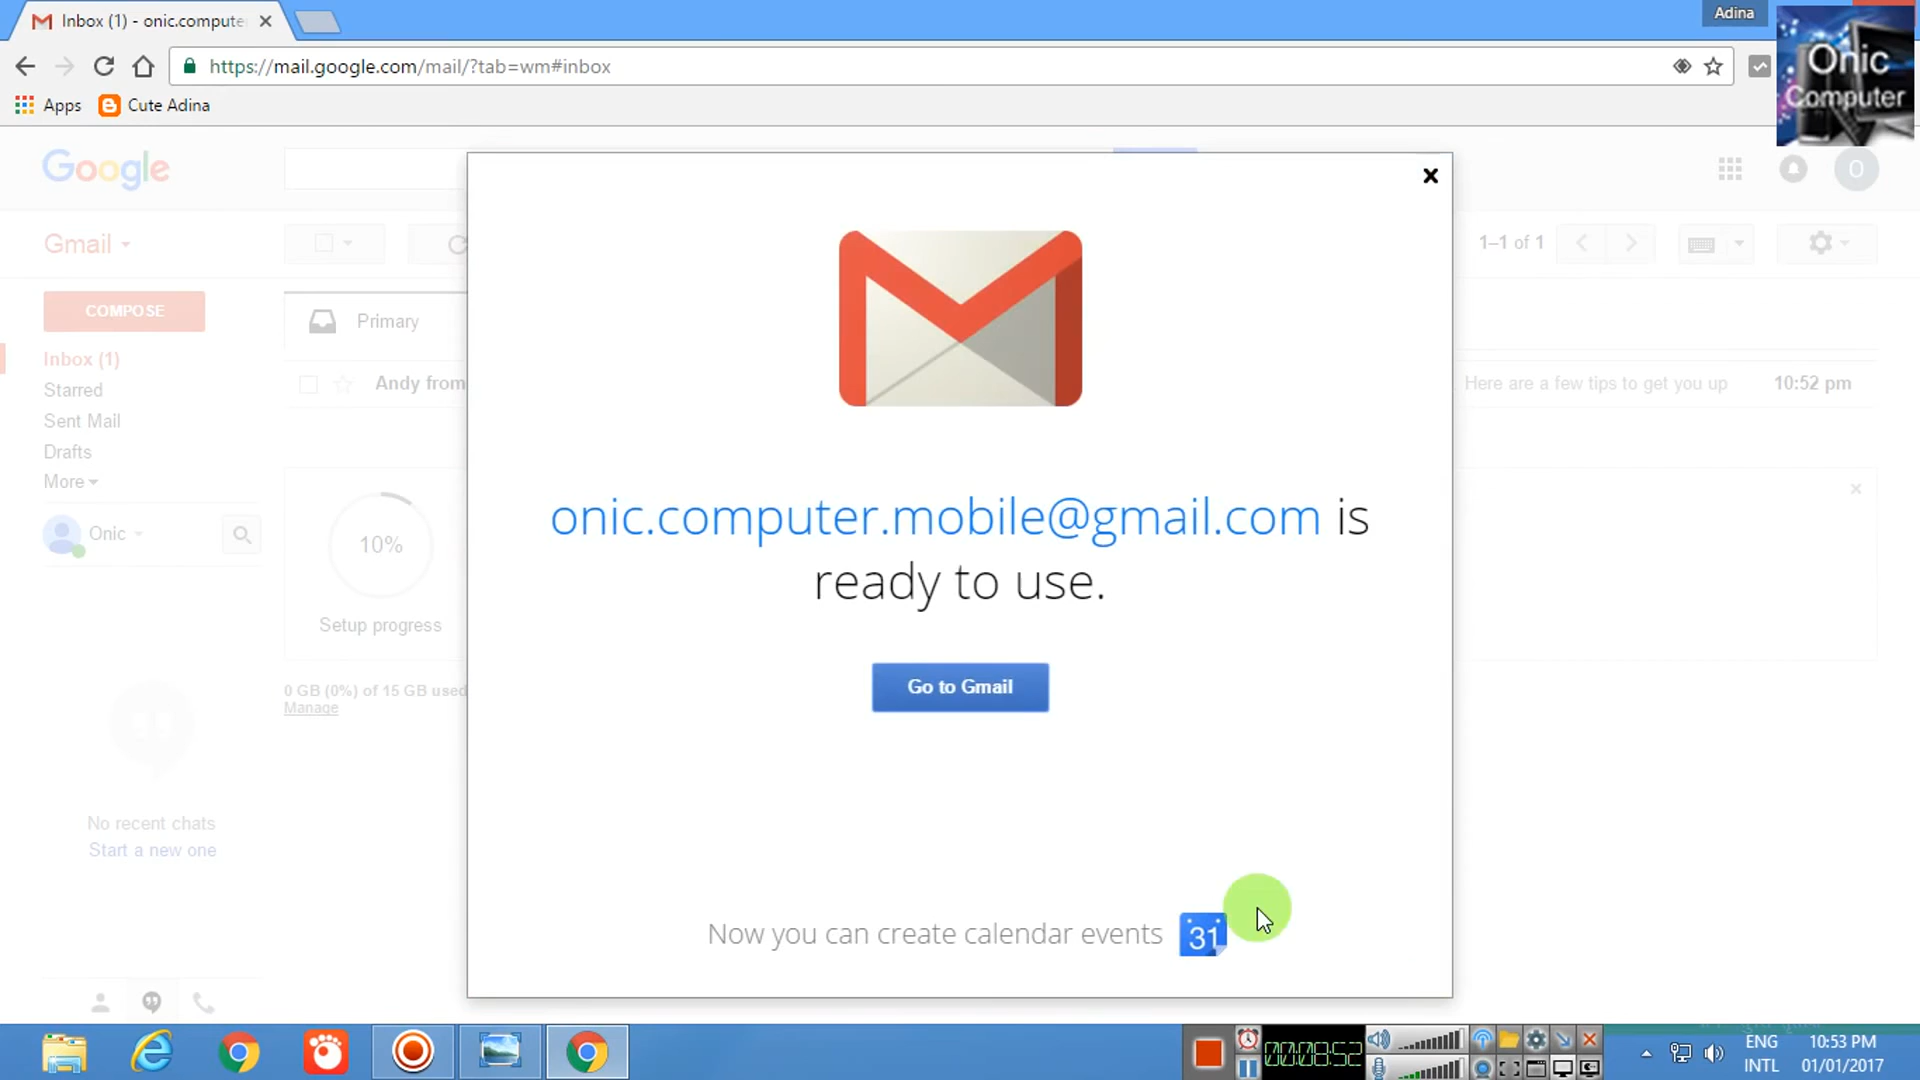 Inbox (1) - onic.compute
Adina
https://mail.google.com/mail/?tab=wm#inbox
Apps
Cute Adina
Onic
Computer
Google
O
Gmail
1–1 of 1
COMPOSE
Primary
Inbox (1)
Starred
Sent Mail
Drafts
More
Andy from
Here are a few tips to get you up
10:52 pm
Onic
10%
Setup progress
onic.computer.mobile@gmail.com is
ready to use.
Go to Gmail
0 GB (0%) of 15 GB used
Manage
No recent chats
Start a new one
Now you can create calendar events
31
00:08:52
ENG
INTL
10:53 PM
01/01/2017